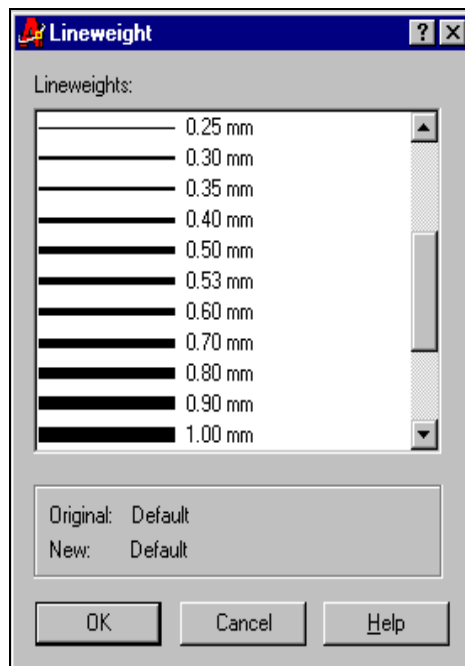 Lineweight
Lineweights:
0.25 mm
0.30 mm
0.35 mm
0.40 mm
0.50 mm
0.53 mm
0.60 mm
0.70 mm
0.80 mm
0.90 mm
1.00 mm
Original: Default
New: Default
OK Cancel Help